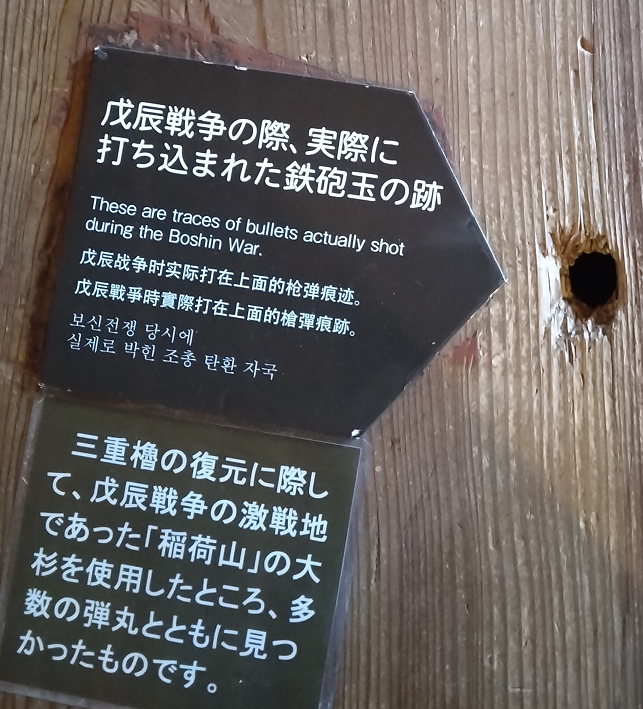 戊辰戦争の際、実際に
打ち込まれた鉄砲玉の跡
These are traces of bullets actually shot
during the Boshin War.
戊辰战争时实际打在上面的枪弹痕迹。
戊辰戰爭時實際打在上面的槍彈痕跡。
보신전쟁 당시에
실제로 박힌 조총 탄환 자국
三重櫓の復元に際し
て、戊辰戦争の激戦地
であった「稲荷山」の大
杉を使用したところ、多
数の弾丸とともに見つ
かったものです。